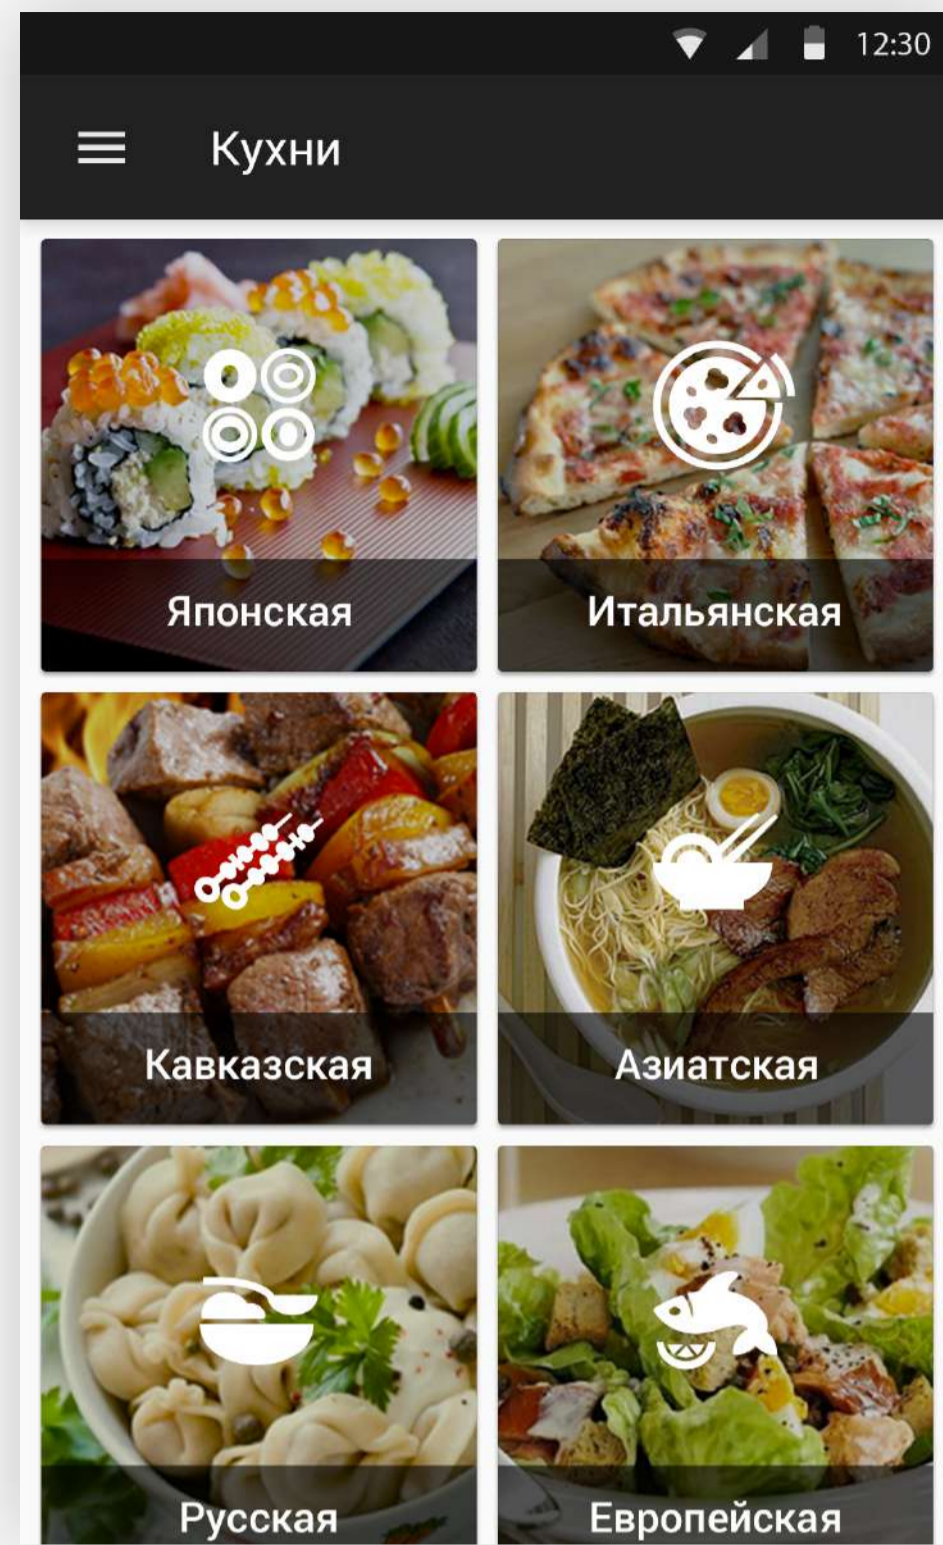 12:30
Кухни
Японская
Итальянская
Кавказская
Азиатская
Русская
Европейская